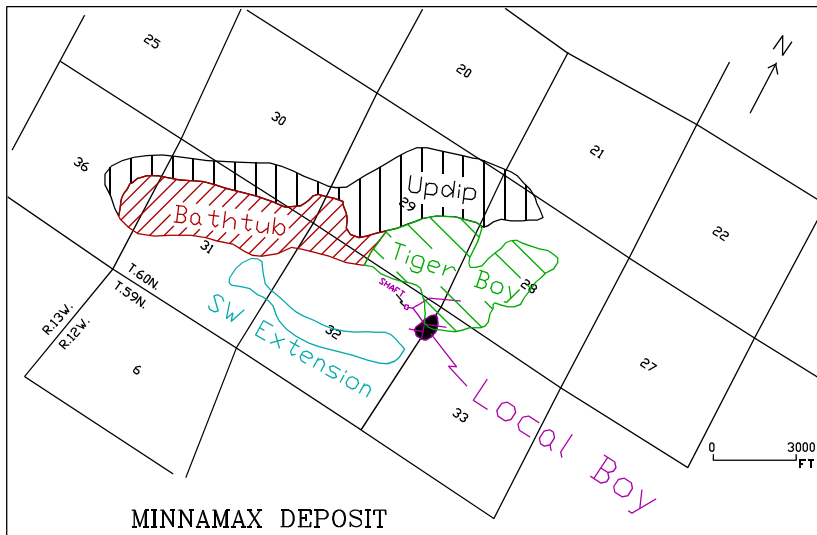 N
25
20
30
21
36
Updip
29
22
Bathtub
31
Tiger Boy
28
T.60N.
T.59N.
SHAFT
R.13W.
R.12W.
SW Extension
32
6
27
33
Local Boy
0 3000
FT
MINNAMAX DEPOSIT